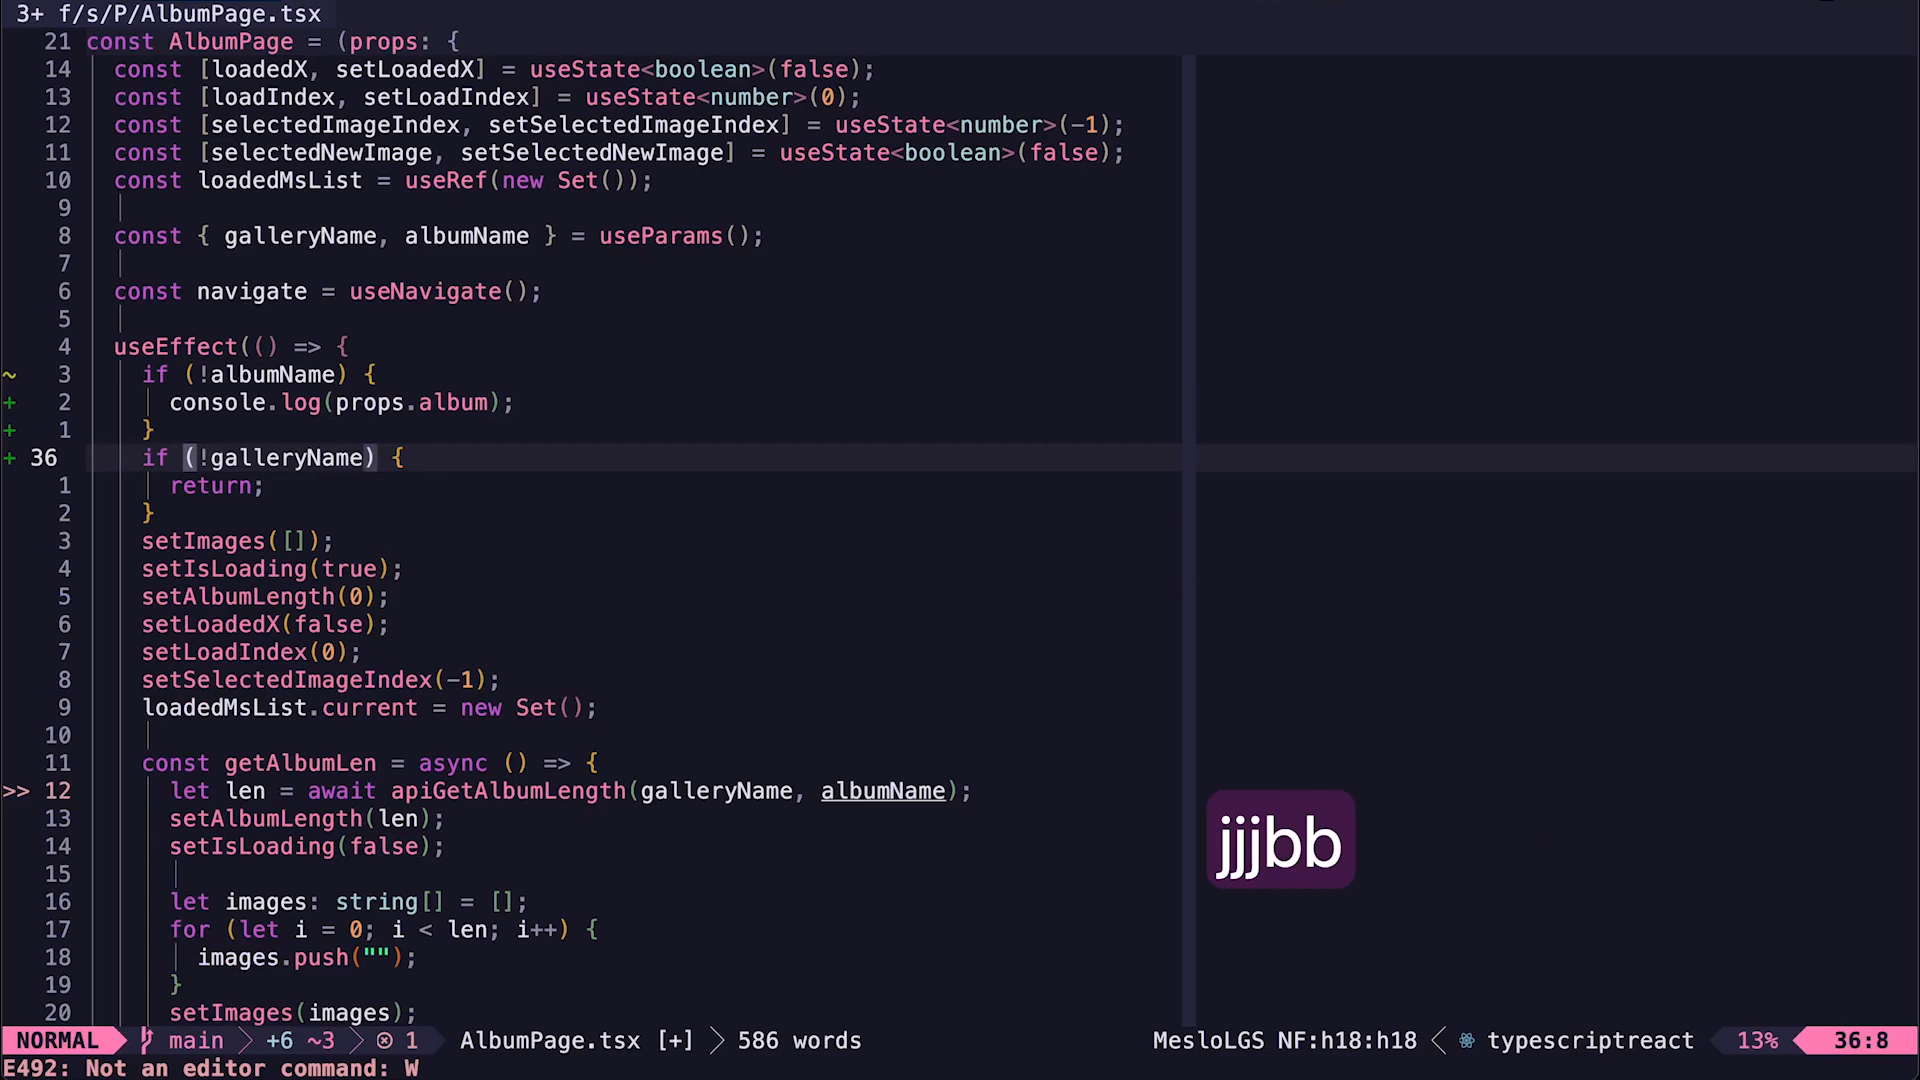 3+ f/s/P/AlbumPage.tsx
21 const AlbumPage = (props: {
14 const [loadedX, setLoadedX] = useState<boolean>(false);
13 const [loadIndex, setLoadIndex] = useState<number>(0);
12 const [selectedImageIndex, setSelectedImageIndex] = useState<number>(-1);
11 const [selectedNewImage, setSelectedNewImage] = useState<boolean>(false);
10 const loadedMsList = useRef(new Set());
9
8 const { galleryName, albumName } = useParams();
7
6 const navigate = useNavigate();
5
4 useEffect(() => {
~ 3 if (!albumName) {
+ 2 console.log(props.album);
+ 1 }
+ 36 if (!galleryName) {
1 return;
2 }
3 setImages([]);
4 setIsLoading(true);
5 setAlbumLength(0);
6 setLoadedX(false);
7 setLoadIndex(0);
8 setSelectedImageIndex(-1);
9 loadedMsList.current = new Set();
10
11 const getAlbumLen = async () => {
>> 12 let len = await apiGetAlbumLength(galleryName, albumName);
13 setAlbumLength(len);
14 setIsLoading(false);
15
16 let images: string[] = [];
17 for (let i = 0; i < len; i++) {
18 images.push("");
19 }
20 setImages(images);
jjjbb
NORMAL main +6 ~3 ⊗ 1 AlbumPage.tsx [+] 586 words MesloLGS NF:h18:h18 typescriptreact 13% 36:8
E492: Not an editor command: W